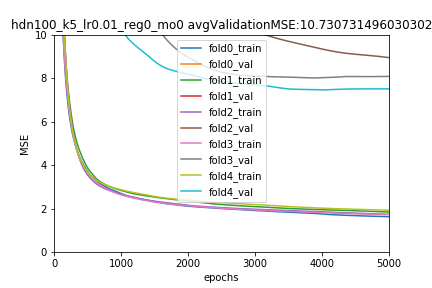 hdn100_k5_lr0.01_reg0_mo0 avgValidationMSE:10.730731496030302
10
8
6
4
2
0
MSE
fold0_train
fold0_val
fold1_train
fold1_val
fold2_train
fold2_val
fold3_train
fold3_val
fold4_train
fold4_val
0 1000 2000 3000 4000 5000
epochs